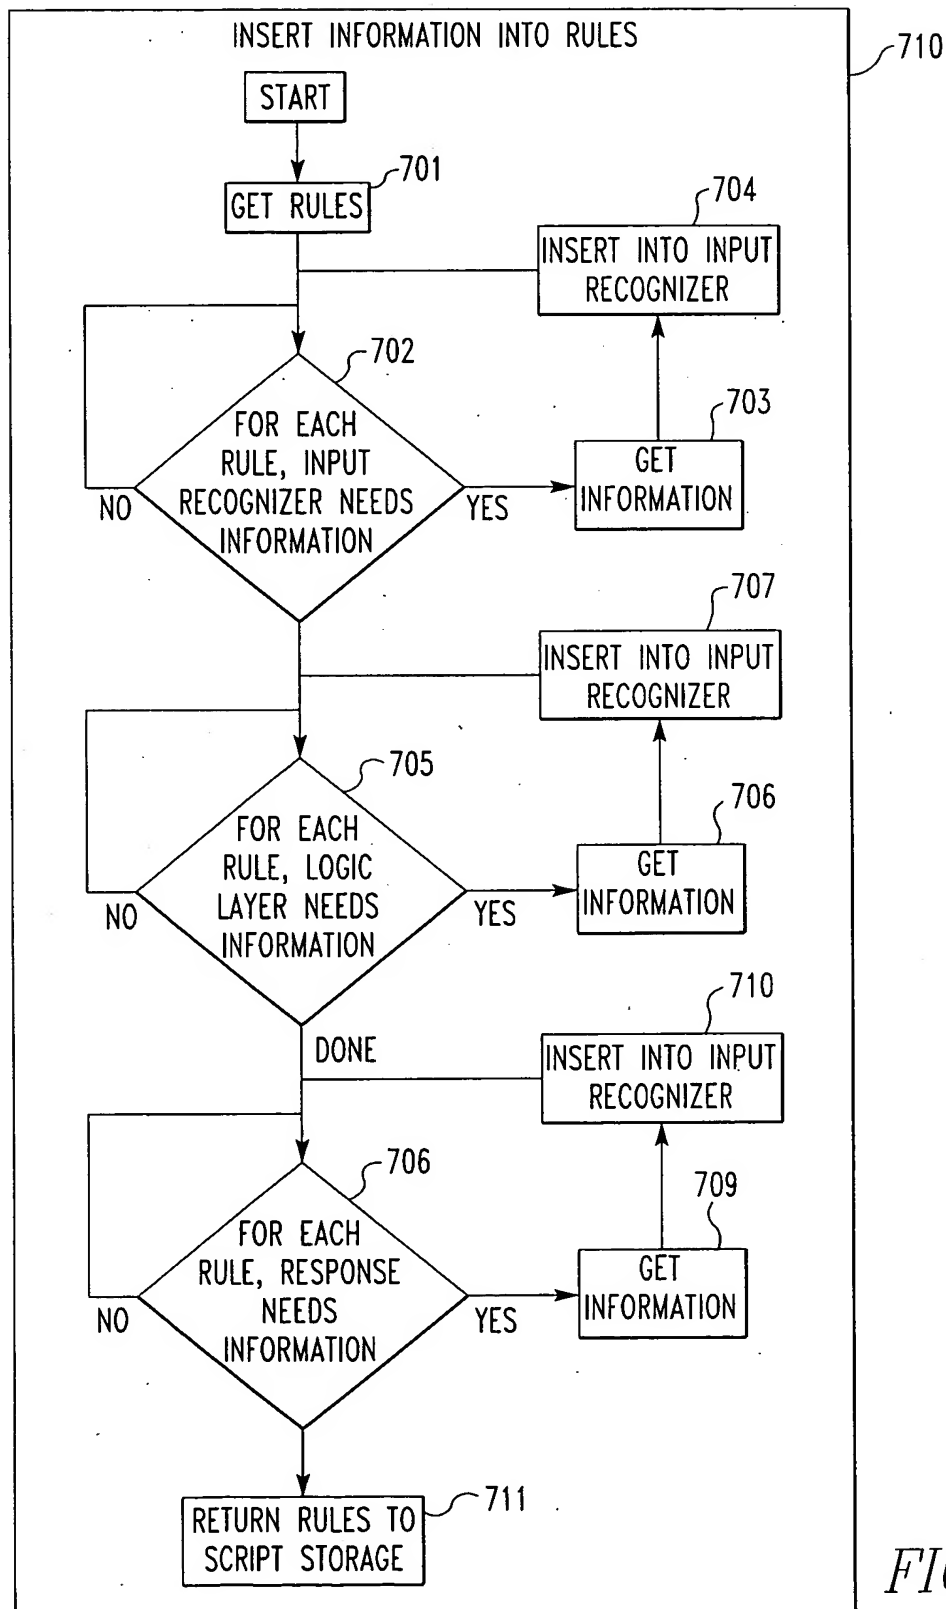 INSERT INFORMATION INTO RULES
710
START
701
GET RULES
704
INSERT INTO INPUT
RECOGNIZER
702
FOR EACH
RULE, INPUT
RECOGNIZER NEEDS
INFORMATION
NO
YES
703
GET
INFORMATION
707
INSERT INTO INPUT
RECOGNIZER
705
FOR EACH
RULE, LOGIC
LAYER NEEDS
INFORMATION
NO
YES
706
GET
INFORMATION
DONE
710
INSERT INTO INPUT
RECOGNIZER
706
FOR EACH
RULE, RESPONSE
NEEDS
INFORMATION
NO
YES
709
GET
INFORMATION
711
RETURN RULES TO
SCRIPT STORAGE